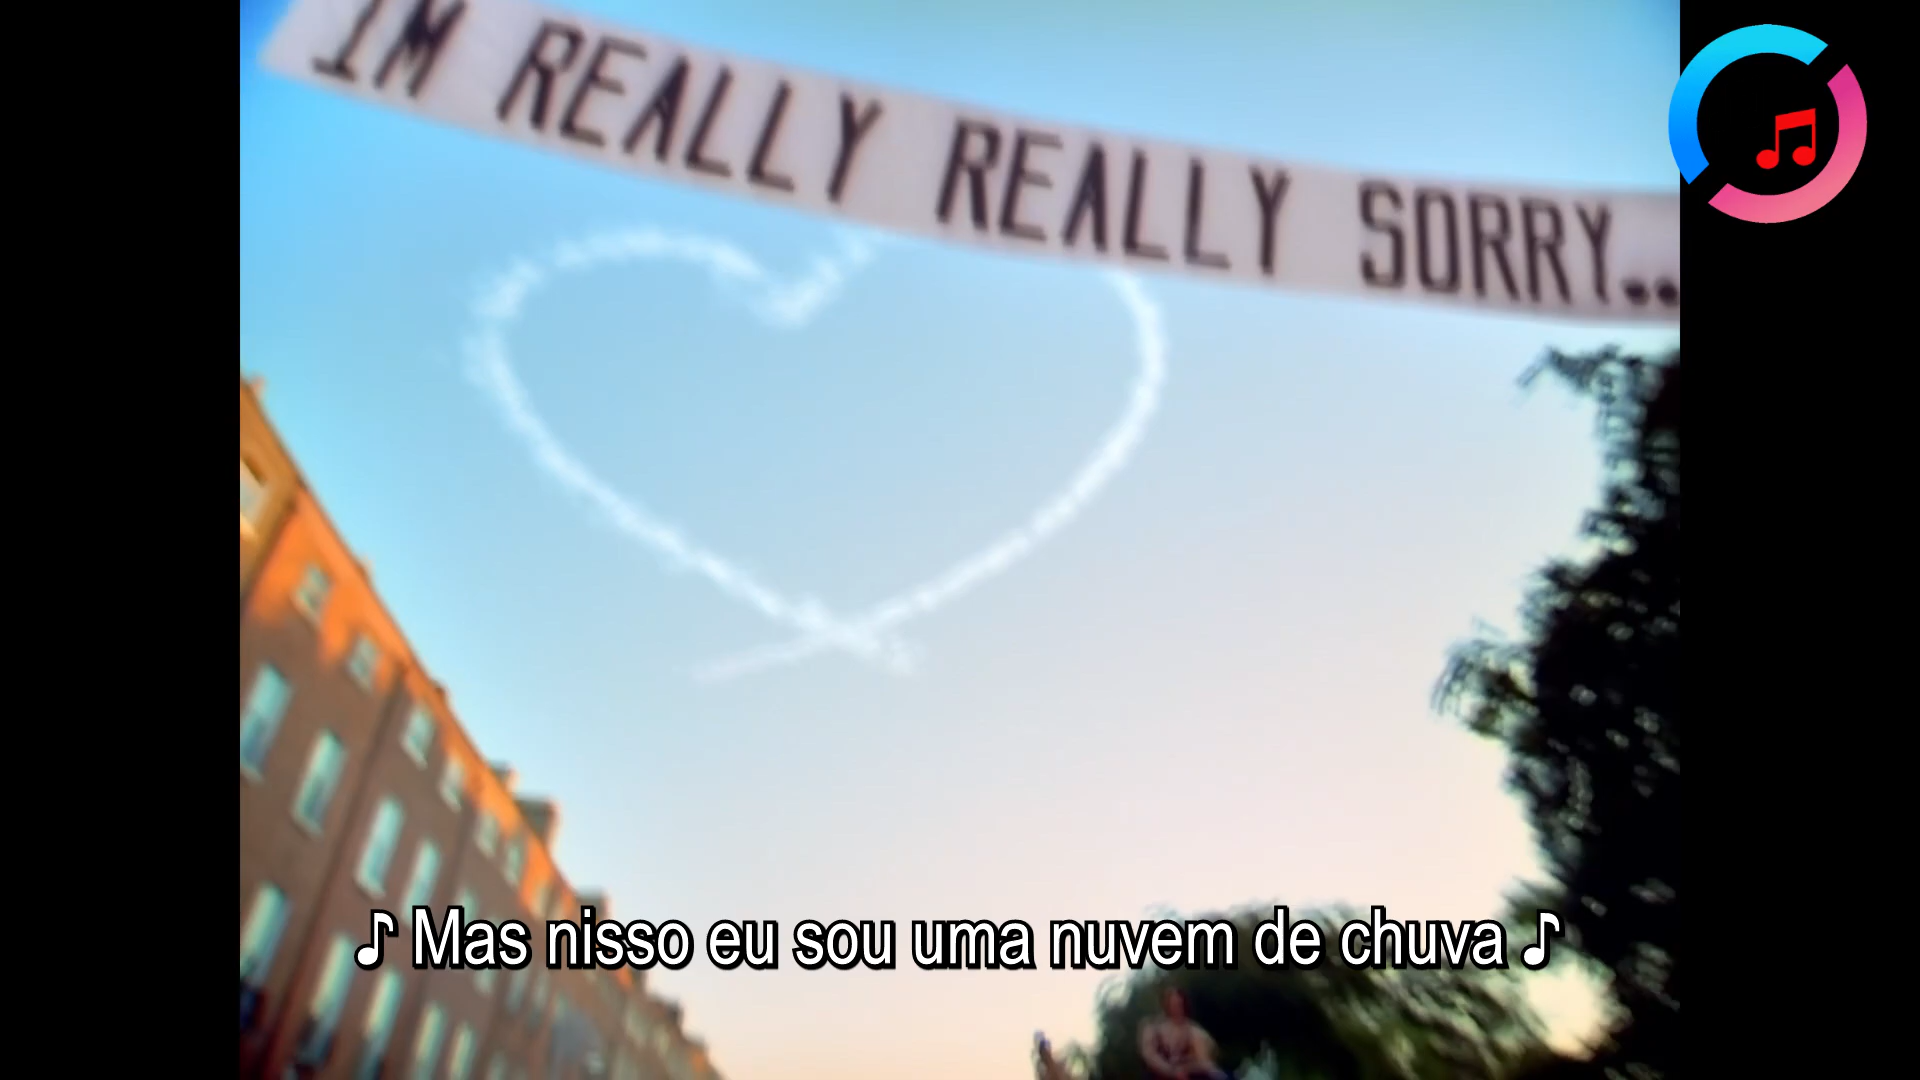 IM REALLY REALLY SORRY..
♪ Mas nisso eu sou uma nuvem de chuva ♪